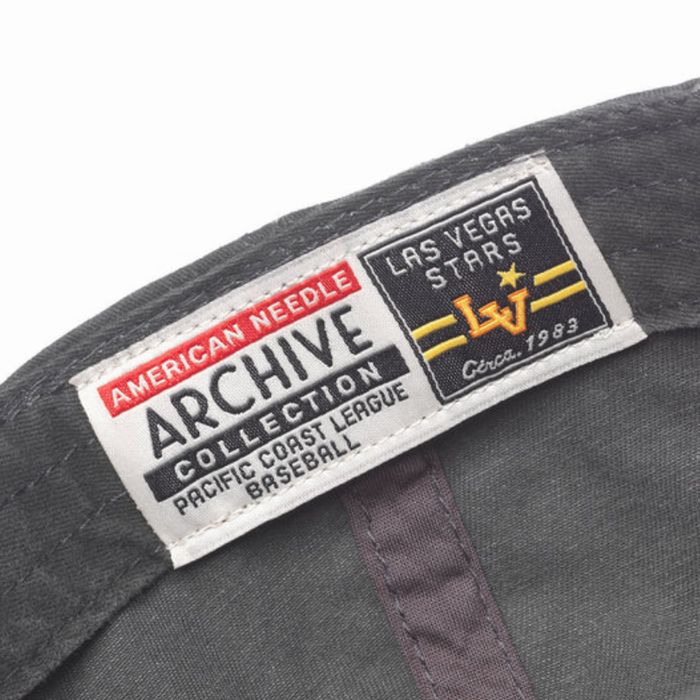 AMERICAN NEEDLE
ARCHIVE
COLLECTION
PACIFIC COAST LEAGUE
BASEBALL
LAS VEGAS
STARS
LV
Circa. 1983